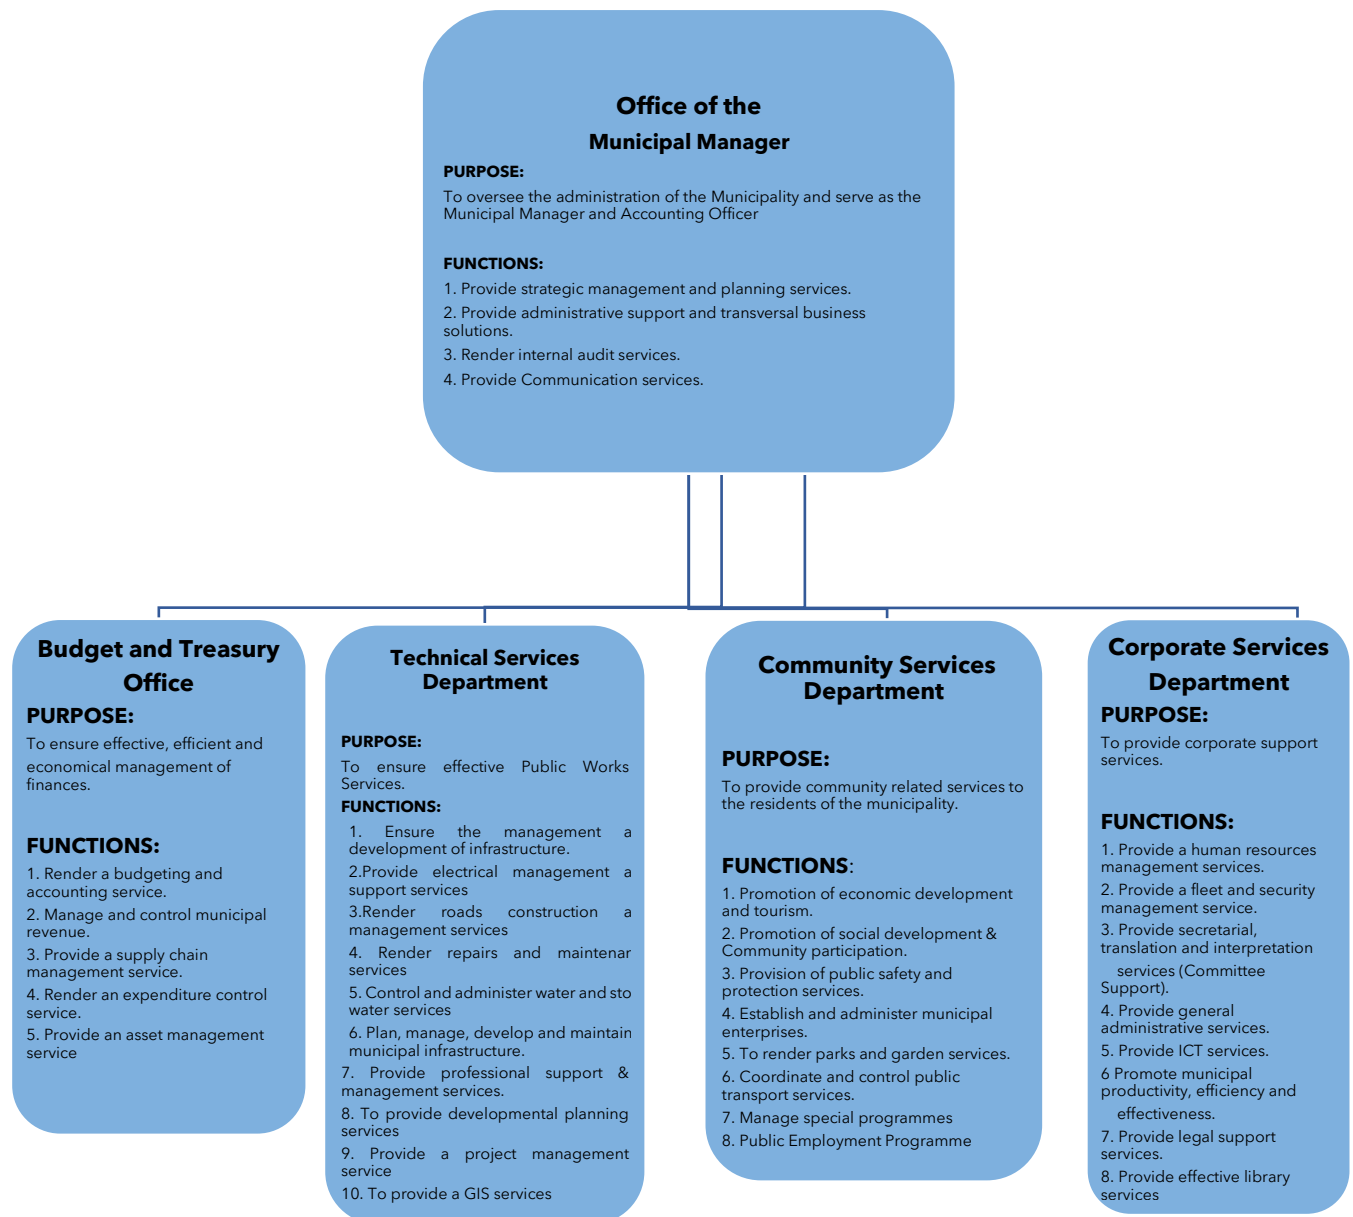 Office of the
Municipal Manager
PURPOSE:
To oversee the administration of the Municipality and serve as the
Municipal Manager and Accounting Officer
FUNCTIONS:
1. Provide strategic management and planning services.
2. Provide administrative support and transversal business
solutions.
3. Render internal audit services.
4. Provide Communication services.
Budget and Treasury
Office
PURPOSE:
To ensure effective, efficient and
economical management of
finances.
FUNCTIONS:
1. Render a budgeting and
accounting service.
2. Manage and control municipal
revenue.
3. Provide a supply chain
management service.
4. Render an expenditure control
service.
5. Provide an asset management
service
Technical Services
Department
PURPOSE:
To ensure effective Public Works
Services.
FUNCTIONS:
1. Ensure the management a
development of infrastructure.
2.Provide electrical management a
support services
3.Render roads construction a
management services
4. Render repairs and maintenar
services
5. Control and administer water and sto
water services
6. Plan, manage, develop and maintain
municipal infrastructure.
7. Provide professional support &
management services.
8. To provide developmental planning
services
9. Provide a project management
service
10. To provide a GIS services
Community Services
Department
PURPOSE:
To provide community related services to
the residents of the municipality.
FUNCTIONS:
1. Promotion of economic development
and tourism.
2. Promotion of social development &
Community participation.
3. Provision of public safety and
protection services.
4. Establish and administer municipal
enterprises.
5. To render parks and garden services.
6. Coordinate and control public
transport services.
7. Manage special programmes
8. Public Employment Programme
Corporate Services
Department
PURPOSE:
To provide corporate support
services.
FUNCTIONS:
1. Provide a human resources
management services.
2. Provide a fleet and security
management service.
3. Provide secretarial,
translation and interpretation
services (Committee
Support).
4. Provide general
administrative services.
5. Provide ICT services.
6 Promote municipal
productivity, efficiency and
effectiveness.
7. Provide legal support
services.
8. Provide effective library
services